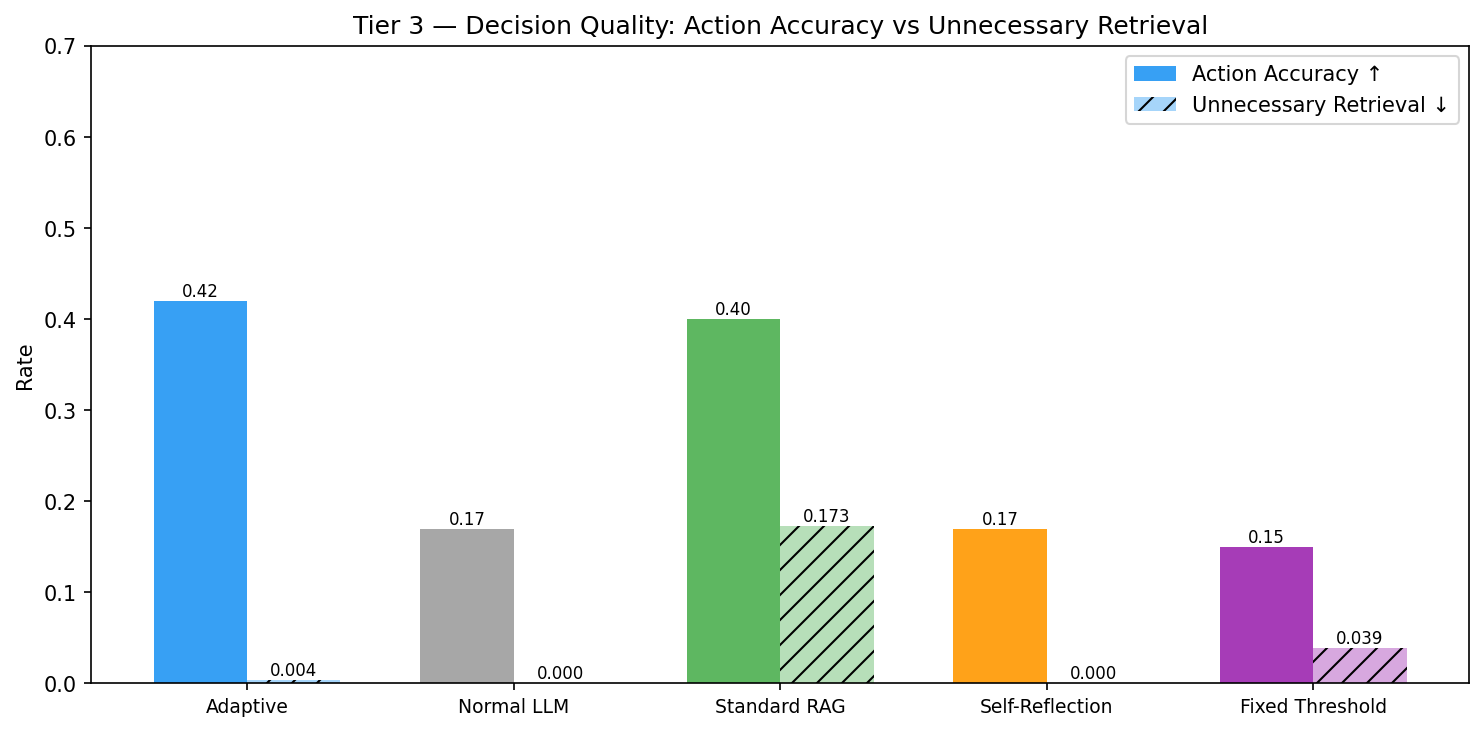 Tier 3 — Decision Quality: Action Accuracy vs Unnecessary Retrieval
Action Accuracy ↑
Unnecessary Retrieval ↓
Rate
0.7
0.6
0.5
0.4
0.3
0.2
0.1
0.0
0.42
0.004
0.17
0.000
0.40
0.173
0.17
0.000
0.15
0.039
Adaptive
Normal LLM
Standard RAG
Self-Reflection
Fixed Threshold